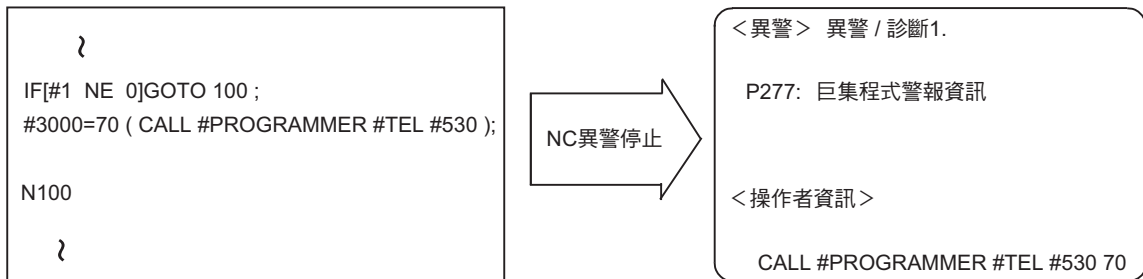 ~
IF[#1 NE 0]GOTO 100 ;
#3000=70 ( CALL #PROGRAMMER #TEL #530 );
N100
~
NC異警停止
＜異警＞ 異警 / 診斷1.
P277: 巨集程式警報資訊
＜操作者資訊＞
CALL #PROGRAMMER #TEL #530 70